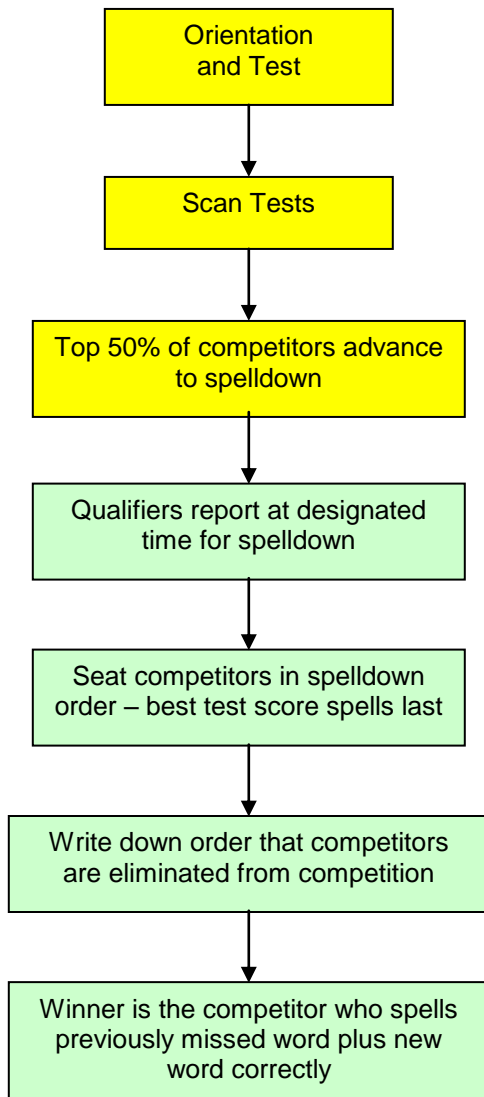 Orientation
and Test
Scan Tests
Top 50% of competitors advance
to spelldown
Qualifiers report at designated
time for spelldown
Seat competitors in spelldown
order – best test score spells last
Write down order that competitors
are eliminated from competition
Winner is the competitor who spells
previously missed word plus new
word correctly